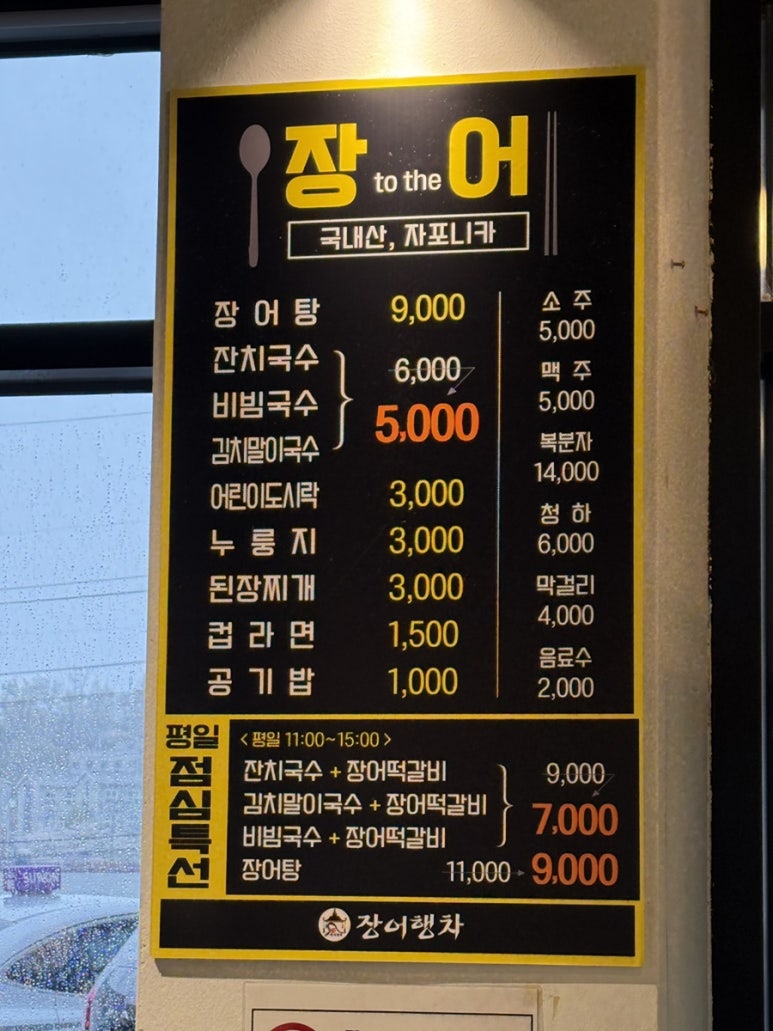 장 to the 어
국내산, 자포니카
장 어 탕 9,000
잔치국수
비빔국수
김치말이국수
6,000
5,000
어린이도시락 3,000
누 룽 지 3,000
된장찌개 3,000
컵 라 면 1,500
공 기 밥 1,000
소 주
5,000
맥 주
5,000
복분자
14,000
청 하
6,000
막걸리
4,000
음료수
2,000
평일
점심특선
< 평일 11:00~15:00 >
잔치국수 + 장어떡갈비
김치말이국수 + 장어떡갈비
비빔국수 + 장어떡갈비
9,000
7,000
장어탕 11,000 9,000
장어행차